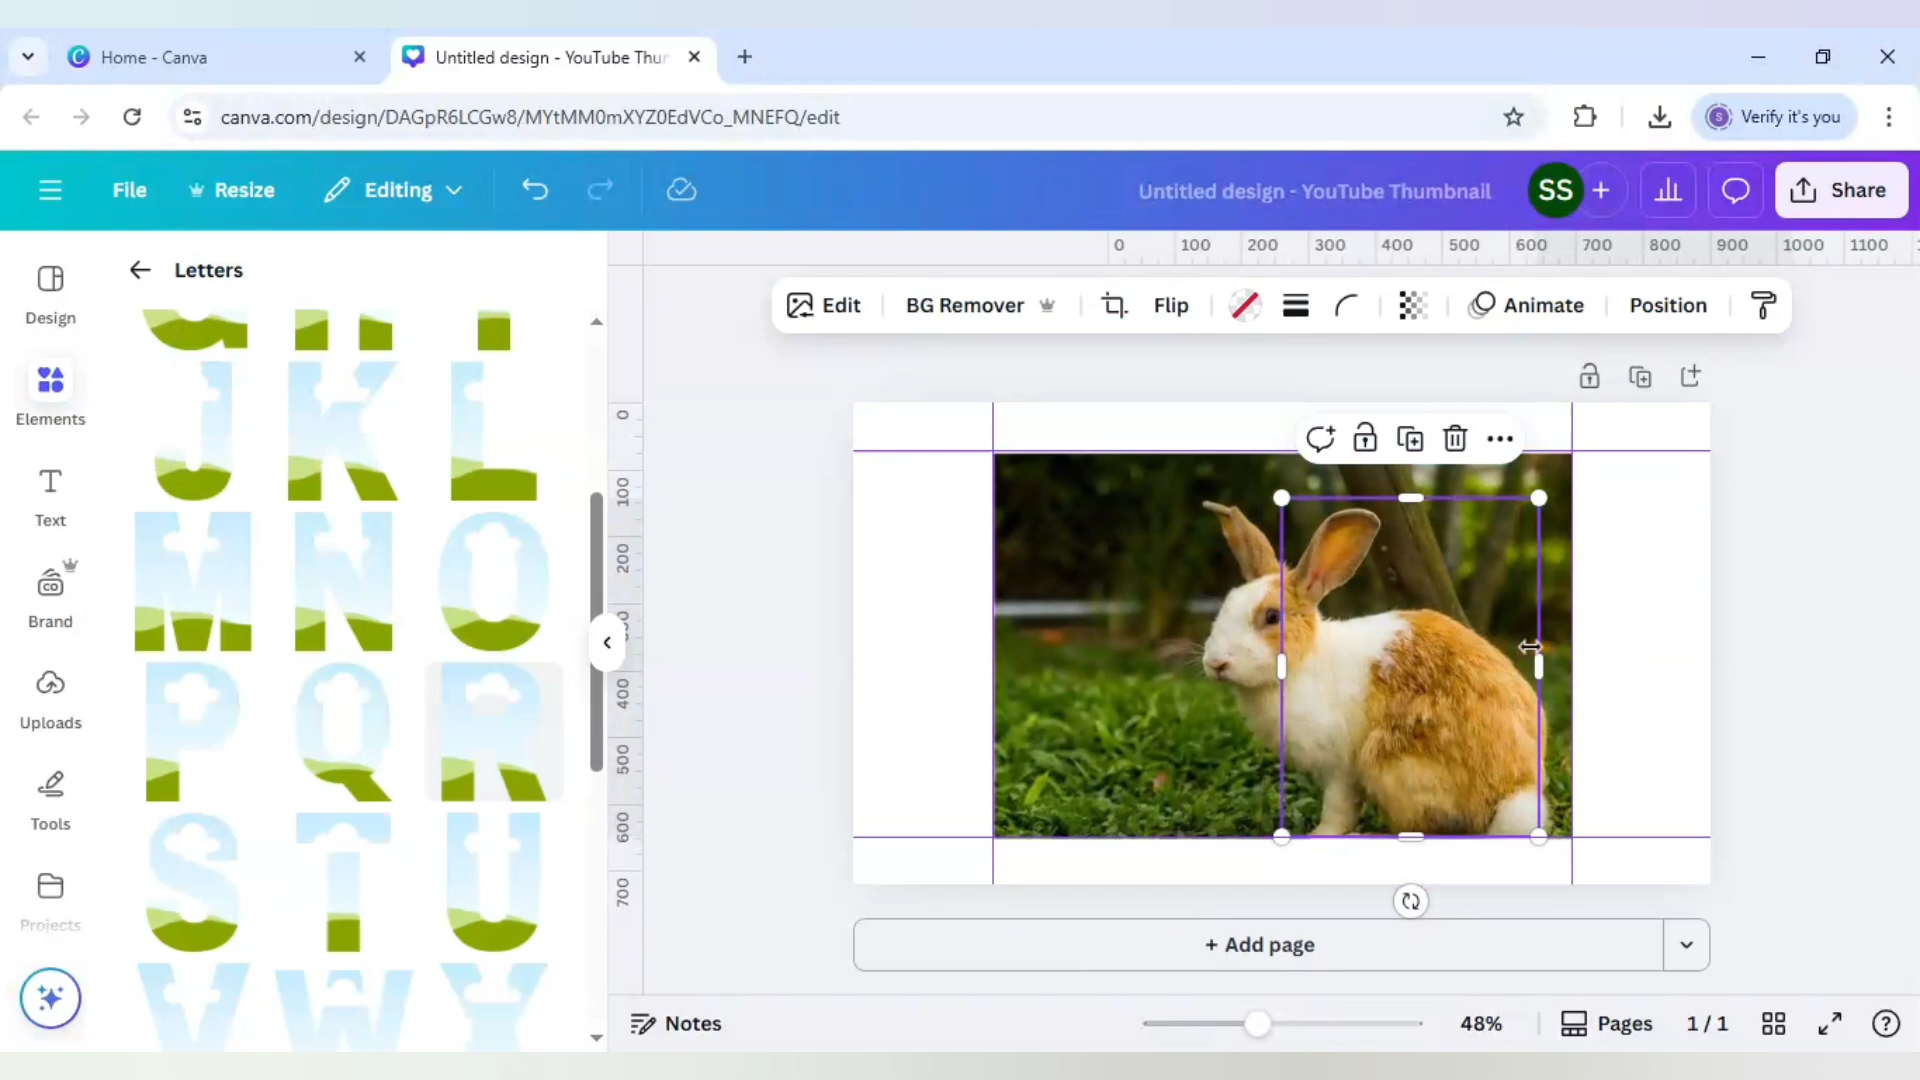 Home - Canva
Untitled design - YouTube Thu
canva.com/design/DAGpR6LCGw8/MYtMM0mXYZ0EdVCo_MNEFQ/edit
S
Verify it's you
File
Resize
Editing
Untitled design - YouTube Thumbnail
SS
+
Share
Design
Elements
Text
CO
Brand
Uploads
Tools
Projects
Letters
J K L
M N O
P Q R
S T U
V W X
0 100 200 300 400 500 600 700 800 900 1000 1100
Edit
BG Remover
Flip
Animate
Position
0
100
200
400
500
600
700
+ Add page
Notes
48%
Pages
1 / 1